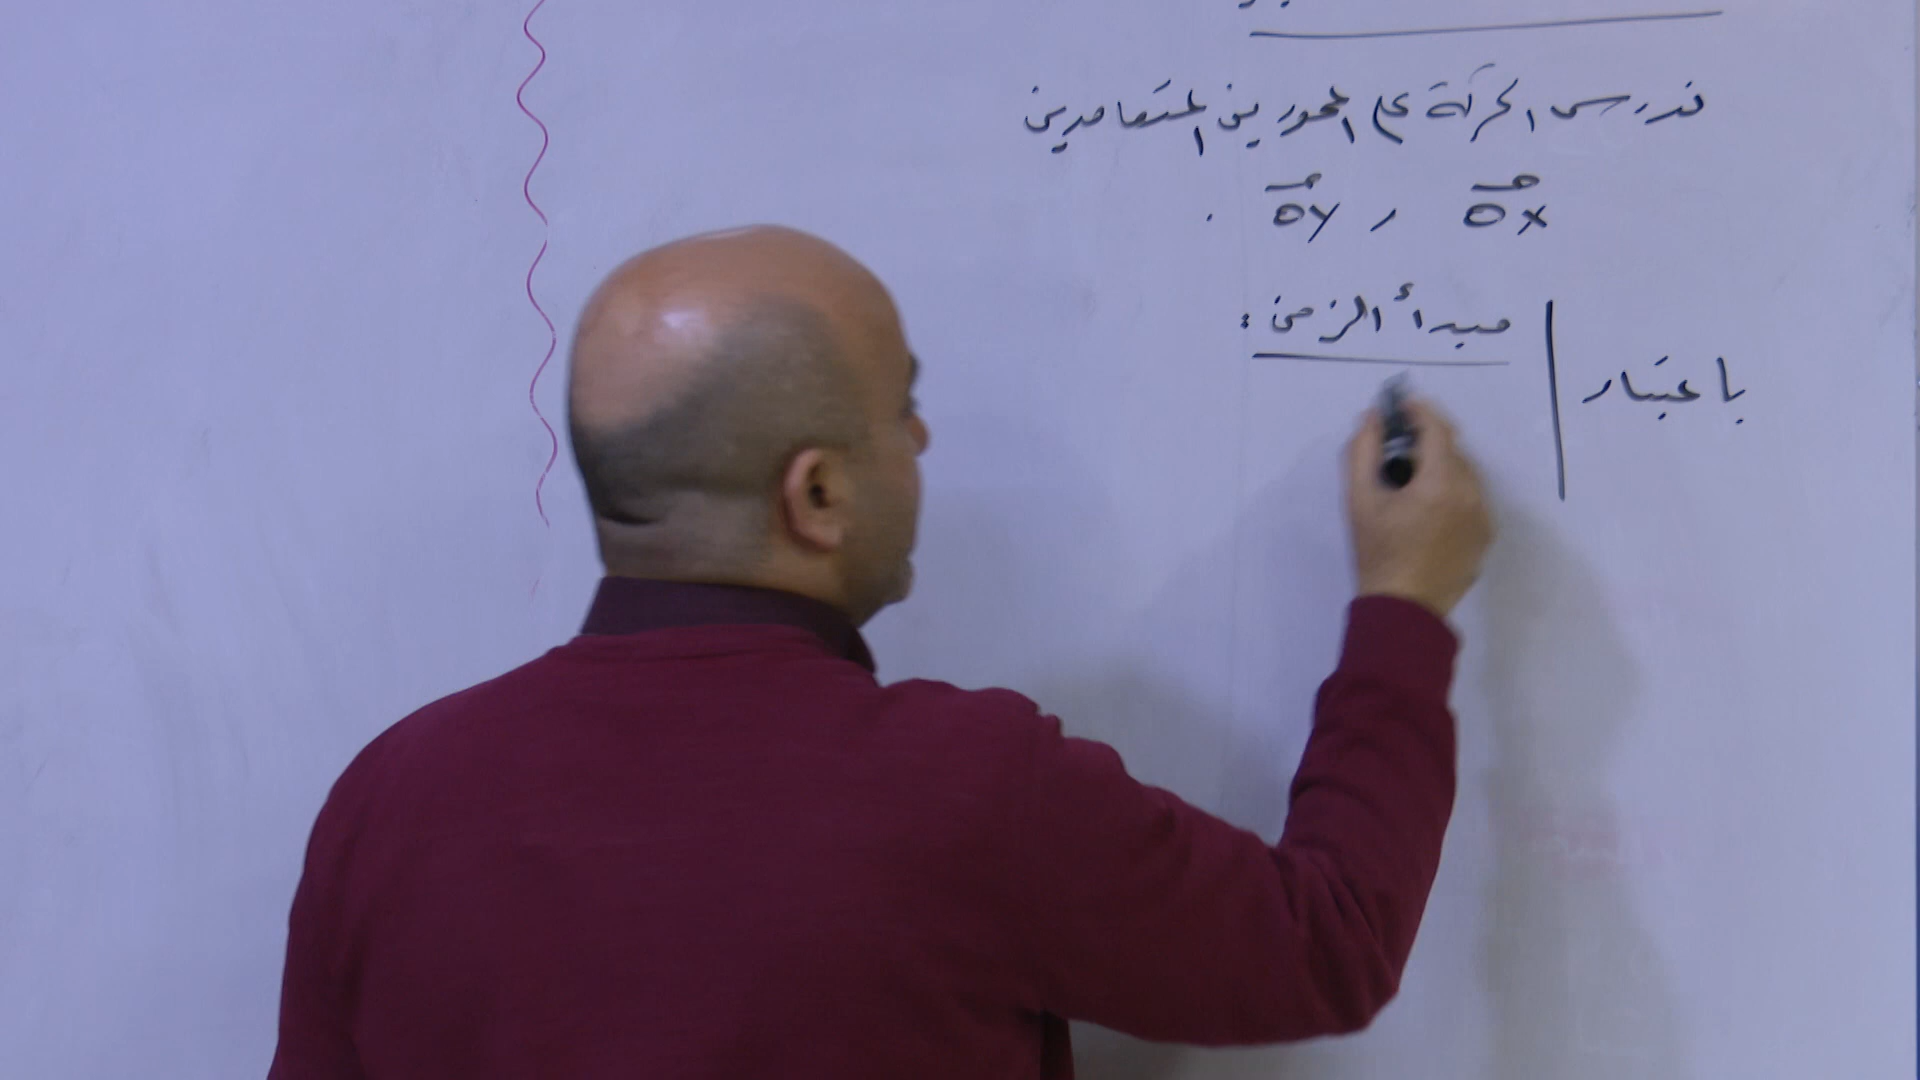 ندرس الحركة على المحورين المتعامدين
OX و OY .
باعتبار
مبدأ الزمن :